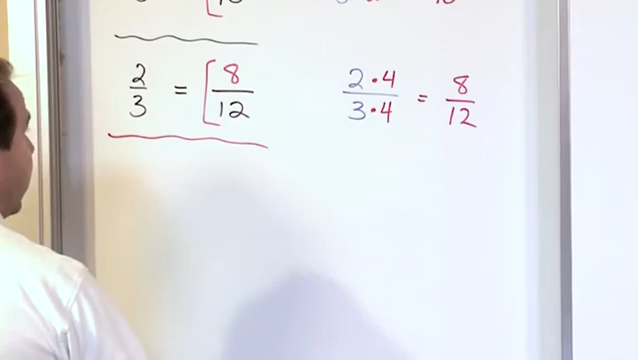 2/3 = [8/12
2•4/3•4 = 8/12